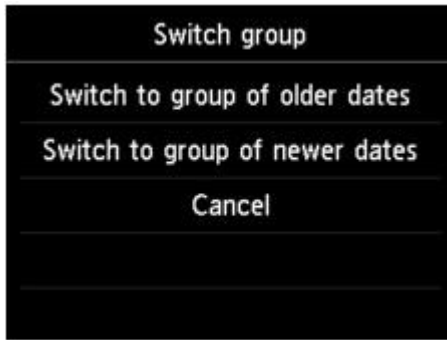 Switch group
Switch to group of older dates
Switch to group of newer dates
Cancel